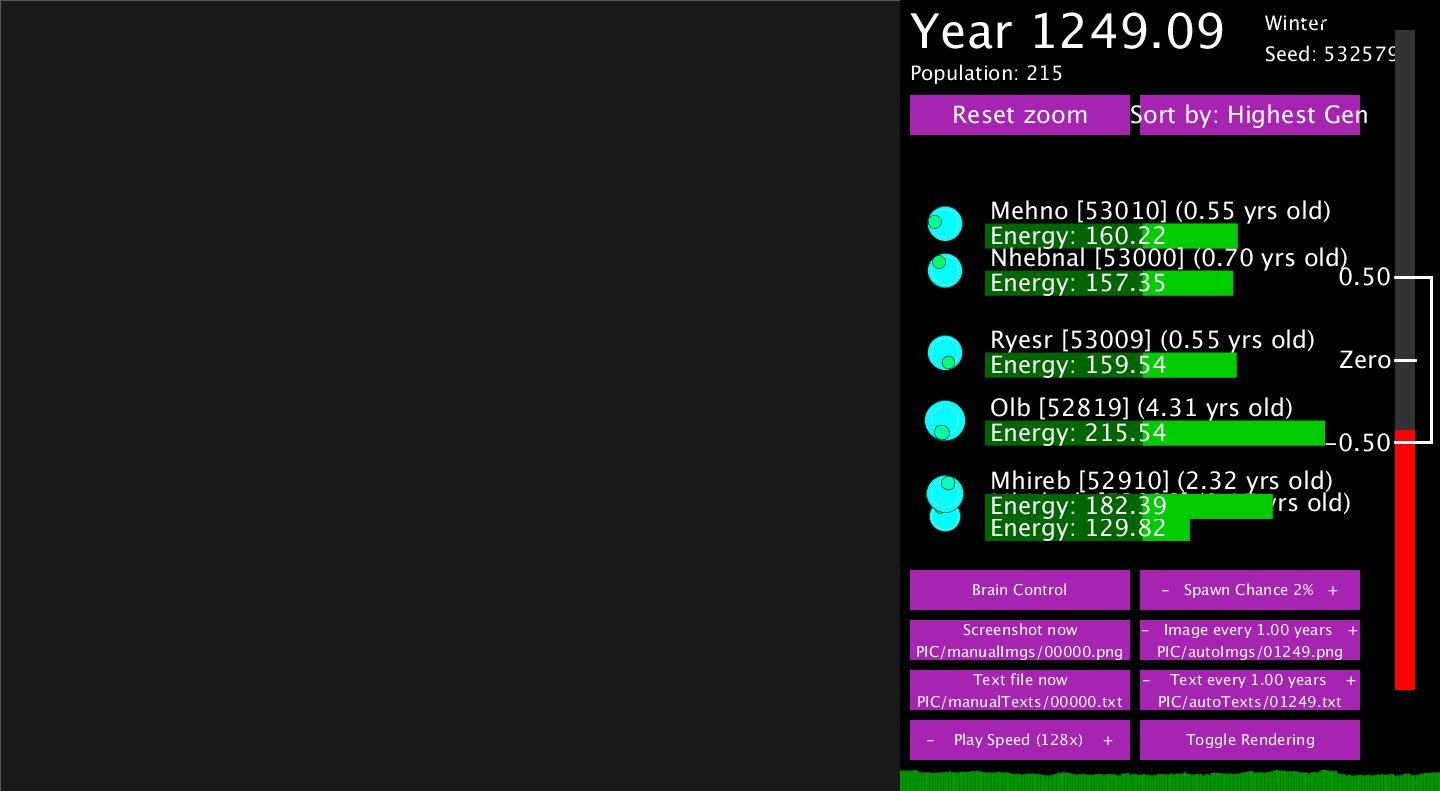 Year 1249.09
Winter
Seed: 532579
Population: 215
Reset zoom
Sort by: Highest Gen
Mehno [53010] (0.55 yrs old)
Energy: 160.22
Nhebnal [53000] (0.70 yrs old)
Energy: 157.35
0.50
Ryesr [53009] (0.55 yrs old)
Zero
Energy: 159.54
Olb [52819] (4.31 yrs old)
Energy: 215.54
-0.50
Mhireb [52910] (2.32 yrs old)
yrs old)
Energy: 182.39
Energy: 129.82
Brain Control
- Spawn Chance 2% +
Screenshot now
PIC/manualImgs/00000.png
- Image every 1.00 years +
PIC/autoImgs/01249.png
Text file now
PIC/manualTexts/00000.txt
- Text every 1.00 years +
PIC/autoTexts/01249.txt
- Play Speed (128x) +
Toggle Rendering